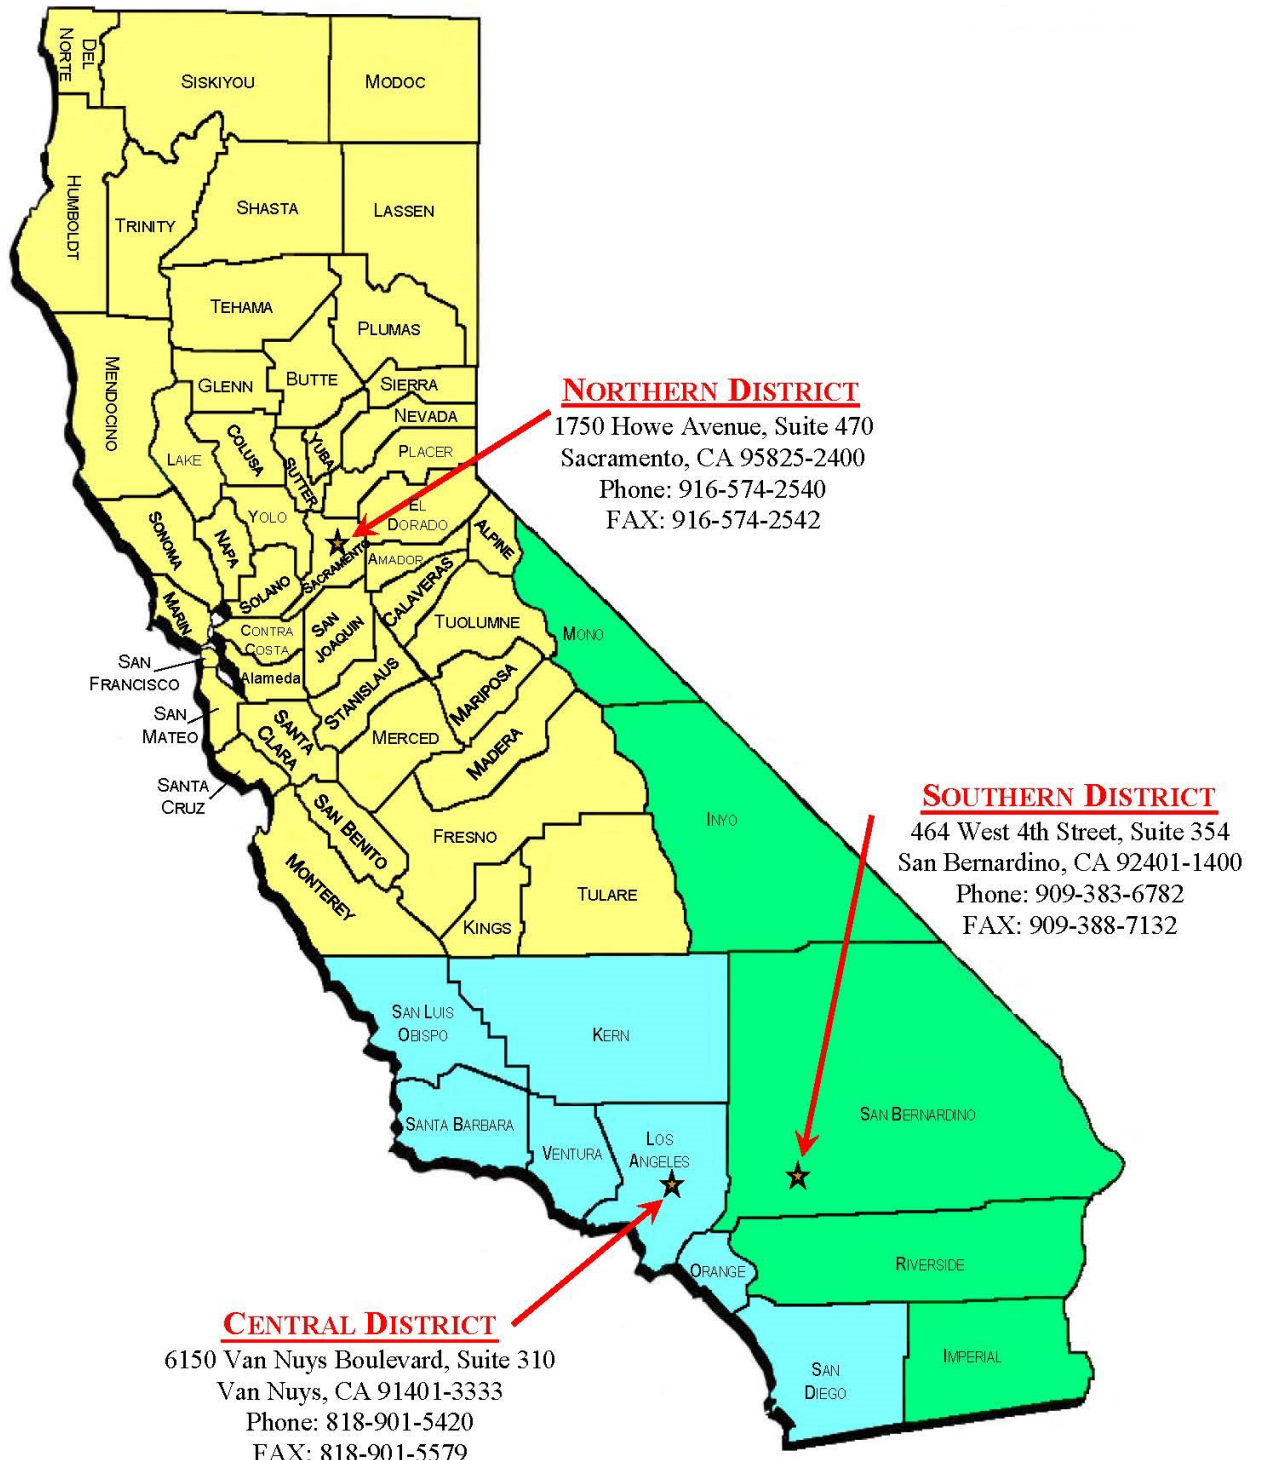 DEL
NORTE
SISKIYOU
MODOC
HUMBOLDT
TRINITY
SHASTA
LASSEN
TEHAMA
PLUMAS
MENDOCINO
GLENN
BUTTE
SIERRA
NEVADA
PLACER
LAKE
COLUSA
SUTTER
YUBA
NORTHERN DISTRICT
1750 Howe Avenue, Suite 470
Sacramento, CA 95825-2400
Phone: 916-574-2540
FAX: 916-574-2542
SONOMA
NAPA
YOLO
EL
DORADO
ALPINE
SOLANO
SACRAMENTO
AMADOR
CALAVERAS
MARIN
CONTRA
COSTA
SAN
JOAQUIN
TUOLUMNE
MONO
SAN
FRANCISCO
Alameda
STANISLAUS
MARIPOSA
SAN
MATEO
SANTA
CLARA
MERCED
MADERA
SANTA
CRUZ
SAN BENITO
FRESNO
INYO
MONTEREY
KINGS
TULARE
SOUTHERN DISTRICT
464 West 4th Street, Suite 354
San Bernardino, CA 92401-1400
Phone: 909-383-6782
FAX: 909-388-7132
SAN LUIS
OBISPO
KERN
SANTA BARBARA
VENTURA
LOS
ANGELES
SAN BERNARDINO
ORANGE
RIVERSIDE
SAN
DIEGO
IMPERIAL
CENTRAL DISTRICT
6150 Van Nuys Boulevard, Suite 310
Van Nuys, CA 91401-3333
Phone: 818-901-5420
FAX: 818-901-5579